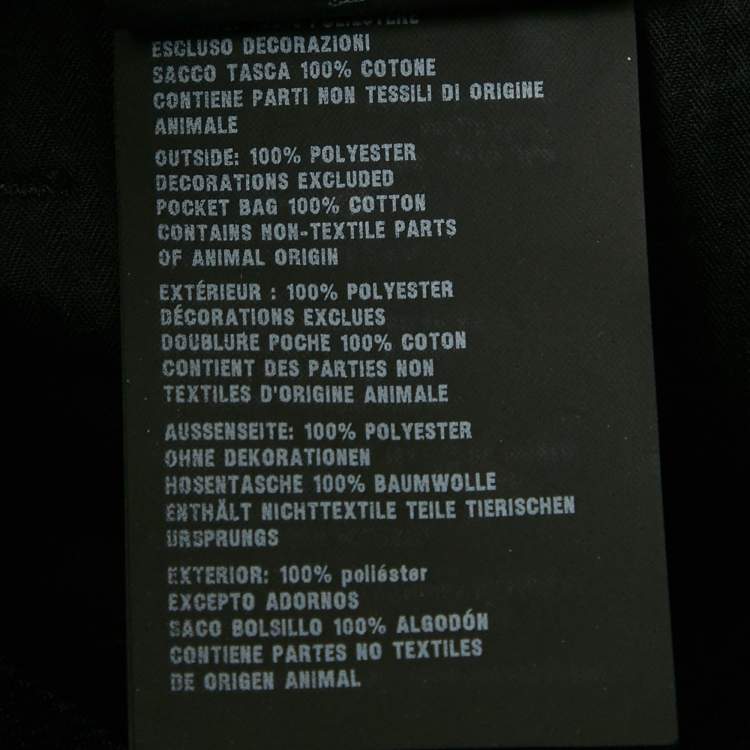 POLIESTERE
ESCLUSO DECORAZIONI
SACCO TASCA 100% COTONE
CONTIENE PARTI NON TESSILI DI ORIGINE
ANIMALE
OUTSIDE: 100% POLYESTER
DECORATIONS EXCLUDED
POCKET BAG 100% COTTON
CONTAINS NON-TEXTILE PARTS
OF ANIMAL ORIGIN
EXTÉRIEUR : 100% POLYESTER
DÉCORATIONS EXCLUES
DOUBLURE POCHE 100% COTON
CONTIENT DES PARTIES NON
TEXTILES D'ORIGINE ANIMALE
AUSSENSEITE: 100% POLYESTER
OHNE DEKORATIONEN
HOSENTASCHE 100% BAUMWOLLE
ENTHÄLT NICHTTEXTILE TEILE TIERISCHEN
URSPRUNGS
EXTERIOR: 100% poliéster
EXCEPTO ADORNOS
SACO BOLSILLO 100% ALGODÓN
CONTIENE PARTES NO TEXTILES
DE ORIGEN ANIMAL